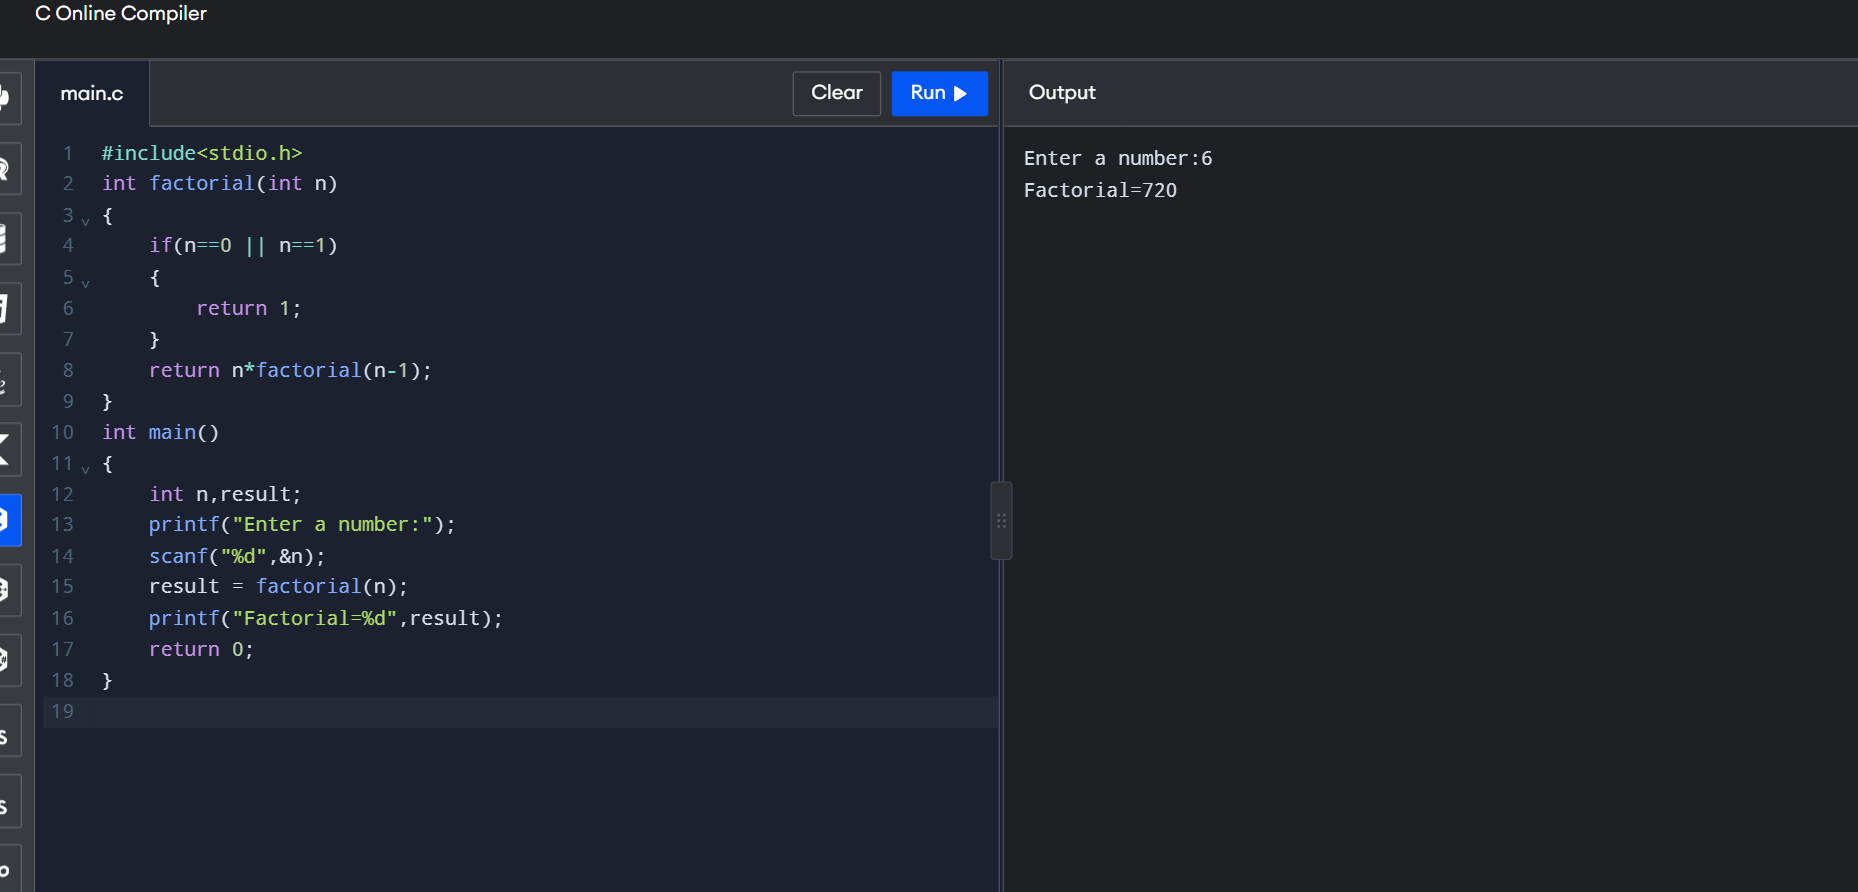 C Online Compiler
main.c
Clear
Run
Output
1 #include<stdio.h>
2 int factorial(int n)
3 {
4     if(n==0 || n==1)
5     {
6         return 1;
7     }
8     return n*factorial(n-1);
9 }
10 int main()
11 {
12     int n,result;
13     printf("Enter a number:");
14     scanf("%d",&n);
15     result = factorial(n);
16     printf("Factorial=%d",result);
17     return 0;
18 }
19
Enter a number:6
Factorial=720